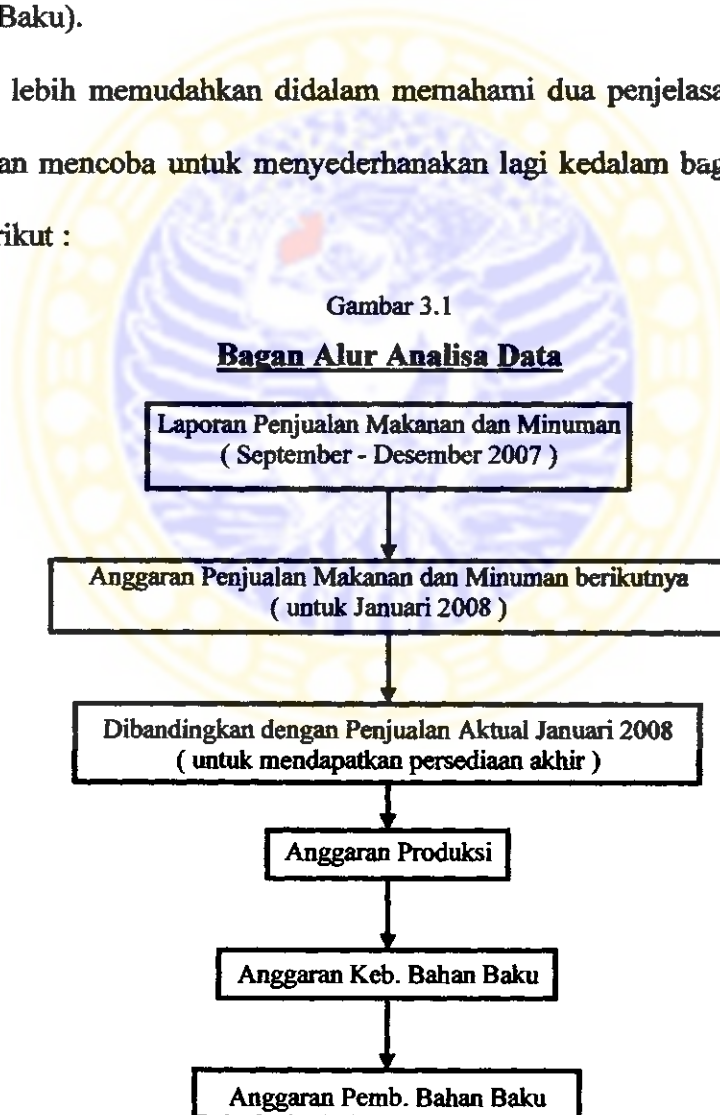 Baku).
lebih memudahkan didalam memahami dua penjelasa
an mencoba untuk menyederhanakan lagi kedalam bag
rikut :
Gambar 3.1
Bagan Alur Analisa Data
Laporan Penjualan Makanan dan Minuman
( September - Desember 2007 )
Anggaran Penjualan Makanan dan Minuman berikutnya
( untuk Januari 2008 )
Dibandingkan dengan Penjualan Aktual Januari 2008
( untuk mendapatkan persediaan akhir )
Anggaran Produksi
Anggaran Keb. Bahan Baku
Anggaran Pemb. Bahan Baku